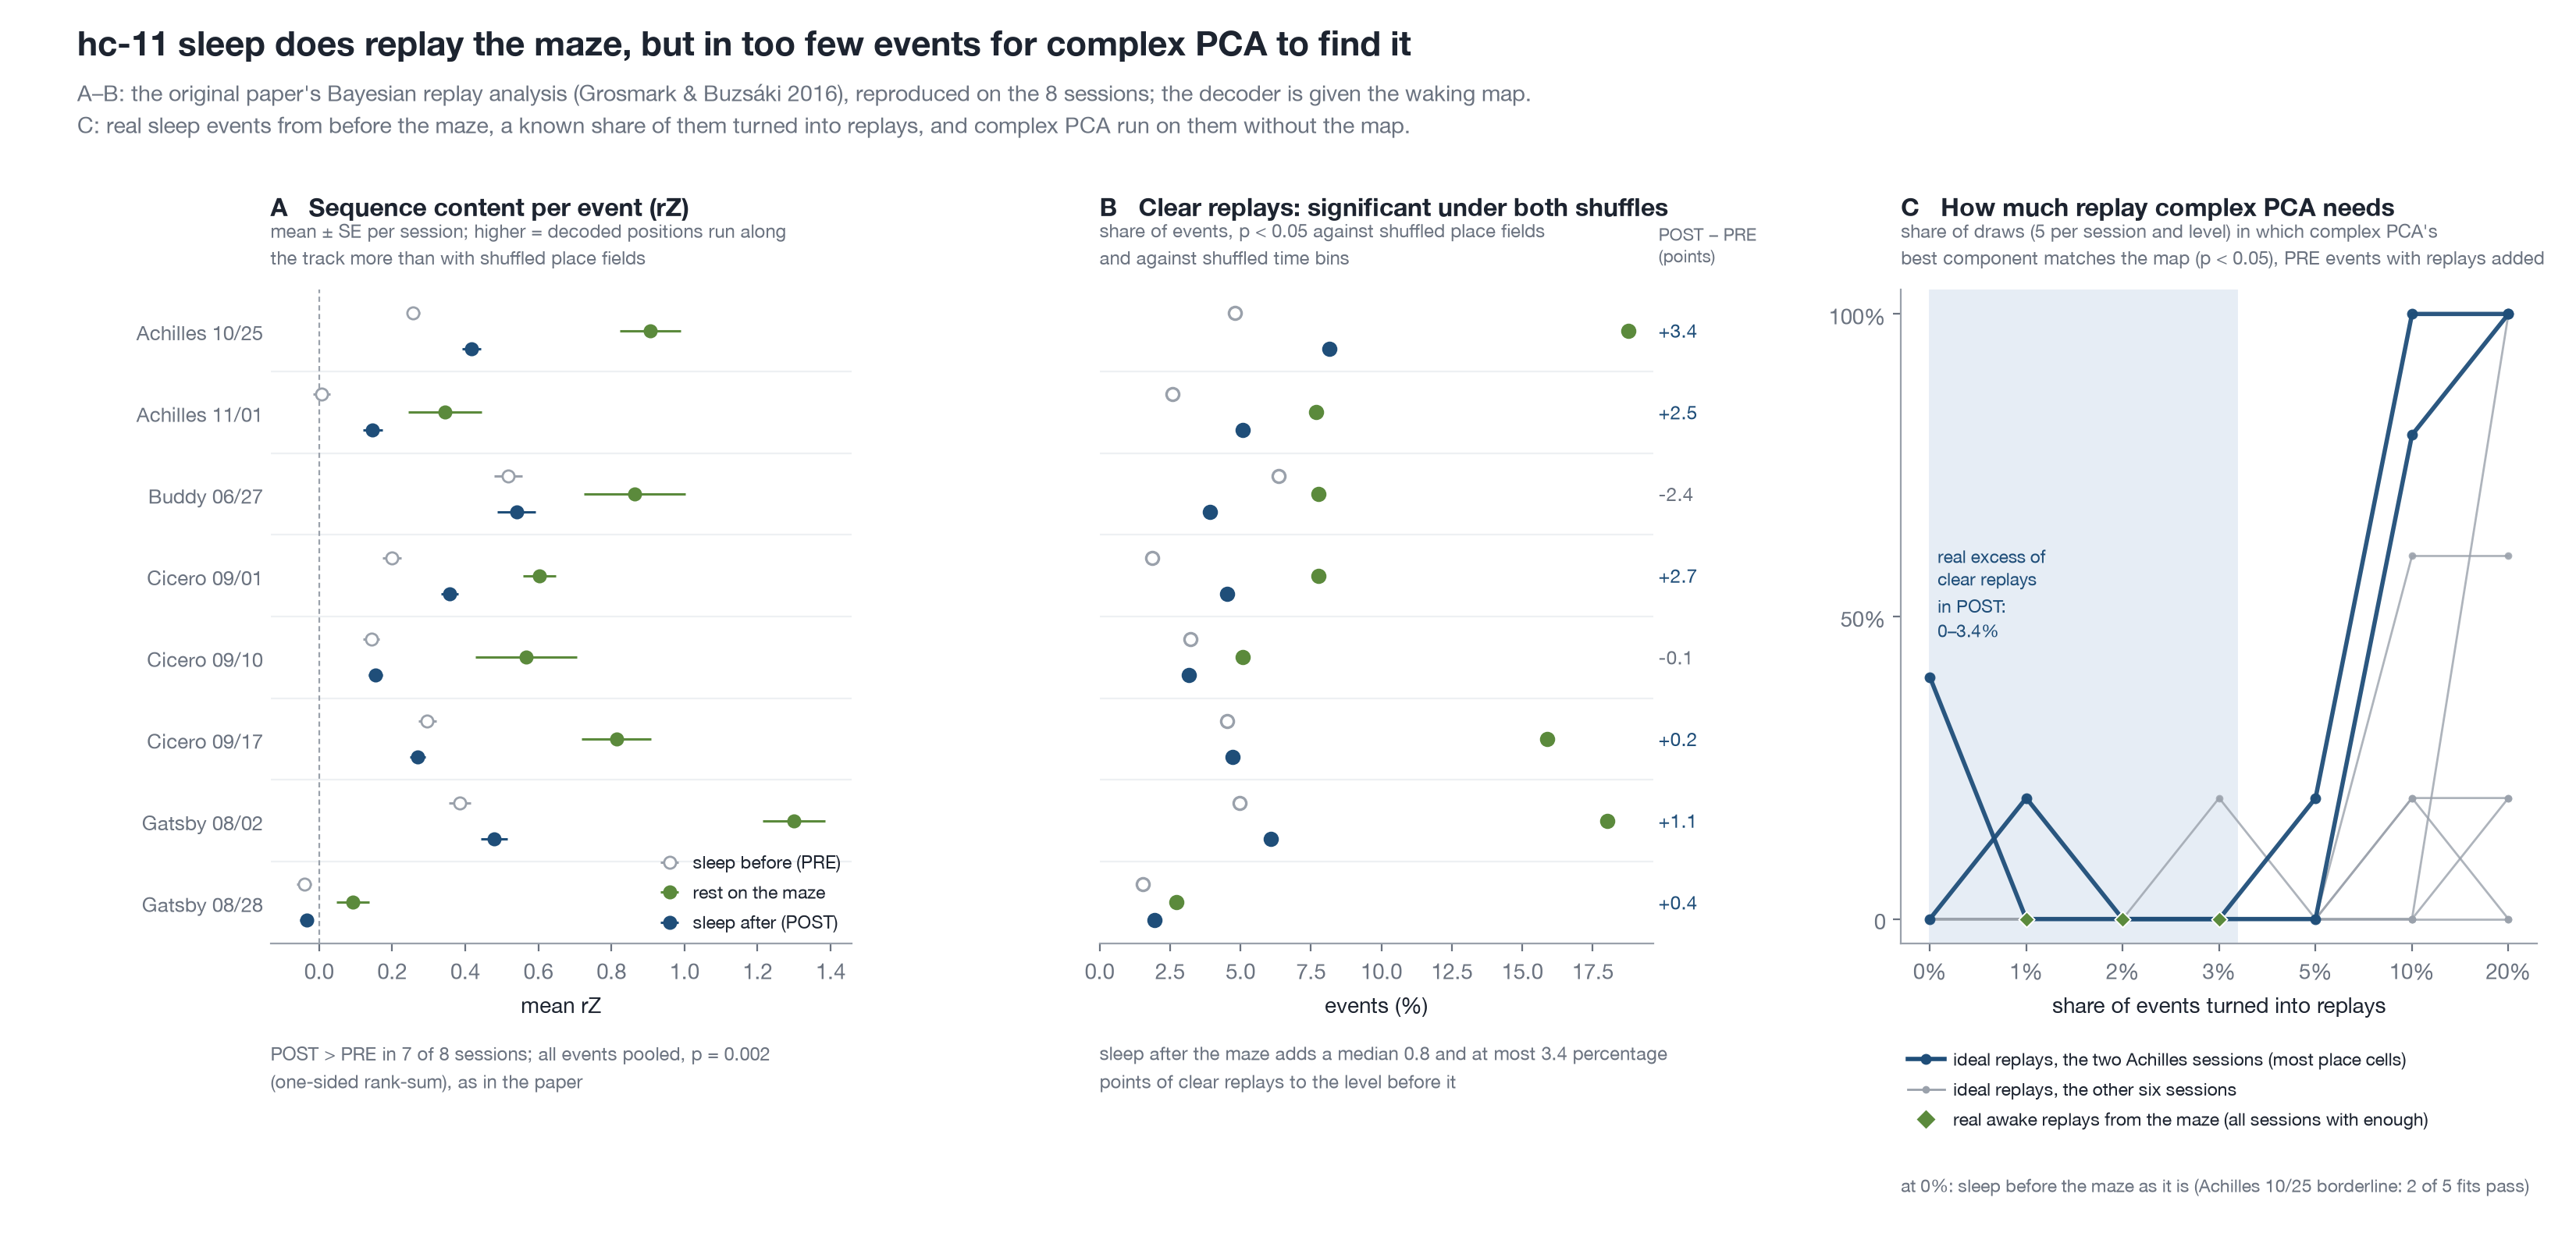 hc-11 sleep does replay the maze, but in too few events for complex PCA to find it
A–B: the original paper's Bayesian replay analysis (Grosmark & Buzsáki 2016), reproduced on the 8 sessions; the decoder is given the waking map.
C: real sleep events from before the maze, a known share of them turned into replays, and complex PCA run on them without the map.
A Sequence content per event (rZ)
mean ± SE per session; higher = decoded positions run along
the track more than with shuffled place fields
Achilles 10/25
Achilles 11/01
Buddy 06/27
Cicero 09/01
Cicero 09/10
Cicero 09/17
Gatsby 08/02
Gatsby 08/28
sleep before (PRE)
rest on the maze
sleep after (POST)
0.0 0.2 0.4 0.6 0.8 1.0 1.2 1.4
mean rZ
POST > PRE in 7 of 8 sessions; all events pooled, p = 0.002
(one-sided rank-sum), as in the paper
B Clear replays: significant under both shuffles
share of events, p < 0.05 against shuffled place fields
and against shuffled time bins
POST – PRE
(points)
+3.4
+2.5
-2.4
+2.7
-0.1
+0.2
+1.1
+0.4
0.0 2.5 5.0 7.5 10.0 12.5 15.0 17.5
events (%)
sleep after the maze adds a median 0.8 and at most 3.4 percentage
points of clear replays to the level before it
C How much replay complex PCA needs
share of draws (5 per session and level) in which complex PCA's
best component matches the map (p < 0.05), PRE events with replays added
100%
50%
0
real excess of
clear replays
in POST:
0–3.4%
0% 1% 2% 3% 5% 10% 20%
share of events turned into replays
ideal replays, the two Achilles sessions (most place cells)
ideal replays, the other six sessions
real awake replays from the maze (all sessions with enough)
at 0%: sleep before the maze as it is (Achilles 10/25 borderline: 2 of 5 fits pass)